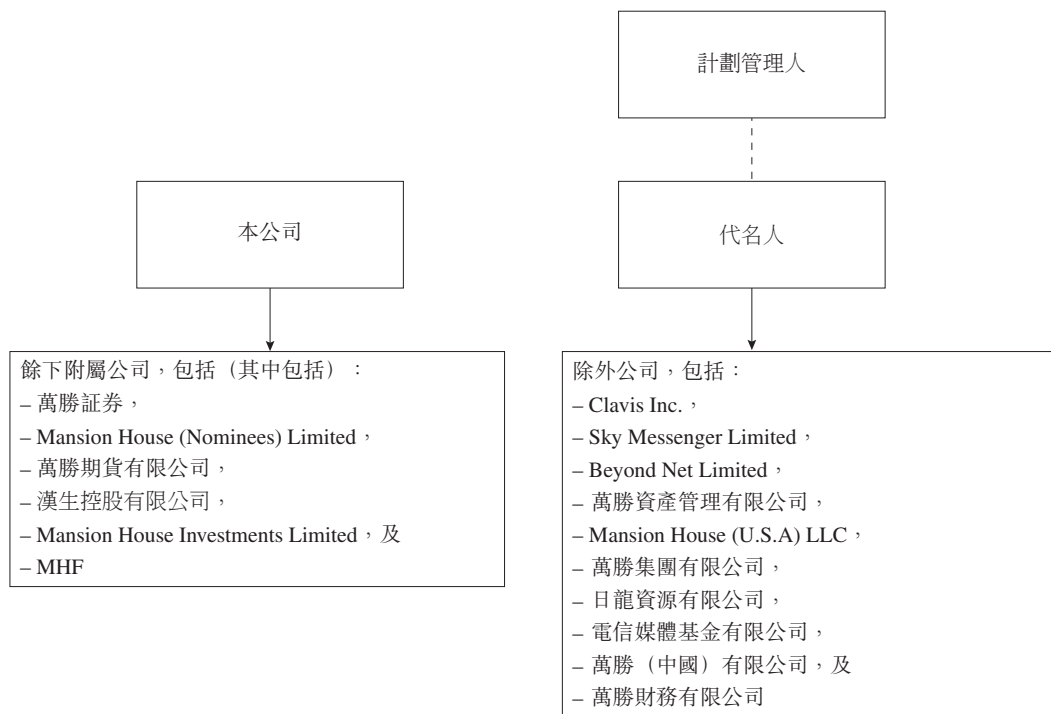 計劃管理人
本公司
代名人
餘下附屬公司，包括（其中包括）：
– 萬勝証券，
– Mansion House (Nominees) Limited，
– 萬勝期貨有限公司，
– 漢生控股有限公司，
– Mansion House Investments Limited，及
– MHF
除外公司，包括：
– Clavis Inc.，
– Sky Messenger Limited，
– Beyond Net Limited，
– 萬勝資產管理有限公司，
– Mansion House (U.S.A) LLC，
– 萬勝集團有限公司，
– 日龍資源有限公司，
– 電信媒體基金有限公司，
– 萬勝（中國）有限公司，及
– 萬勝財務有限公司